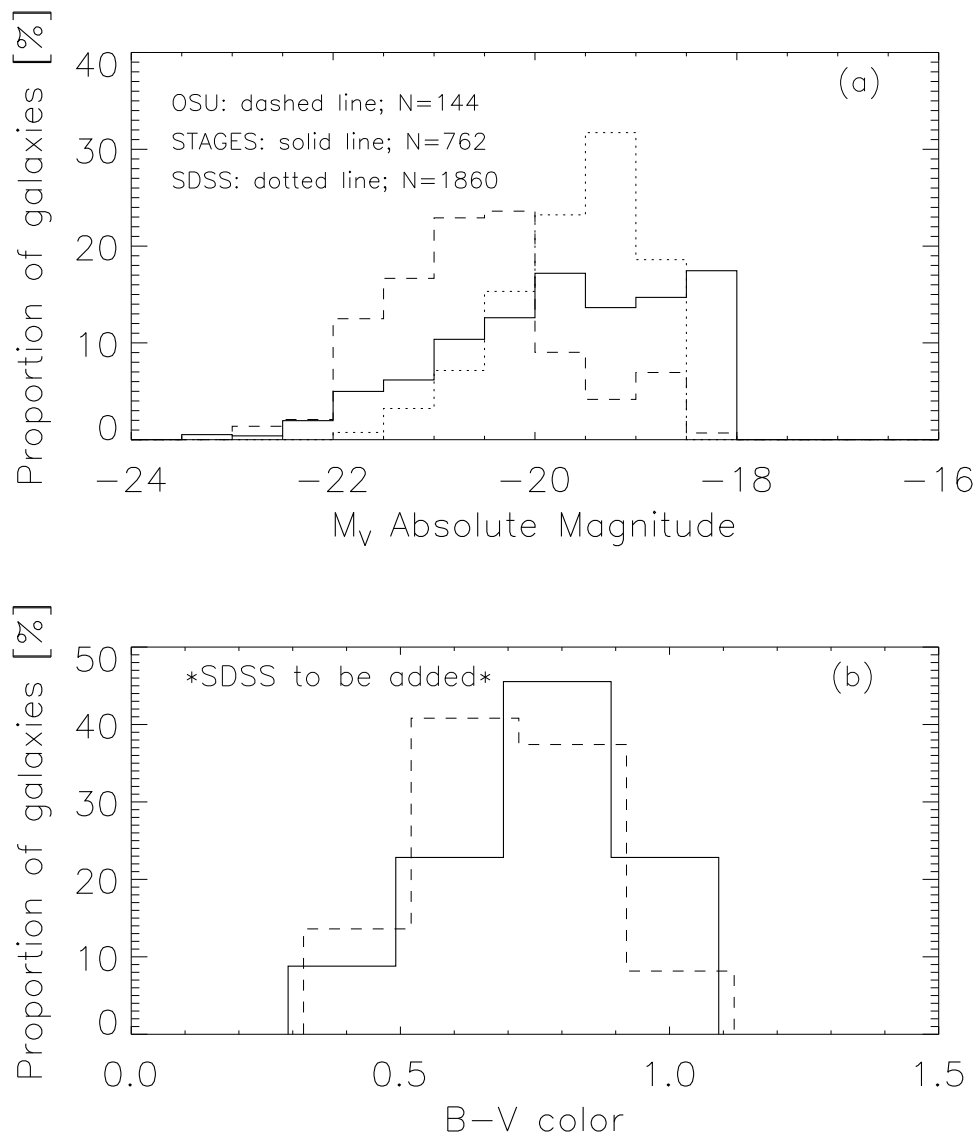 Proportion of galaxies [%]
40
30
20
10
0
(a)
OSU: dashed line; N=144
STAGES: solid line; N=762
SDSS: dotted line; N=1860
−24
−22
−20
−18
−16
MV Absolute Magnitude
Proportion of galaxies [%]
50
40
30
20
10
0
*SDSS to be added*
(b)
0.0
0.5
1.0
1.5
B−V color